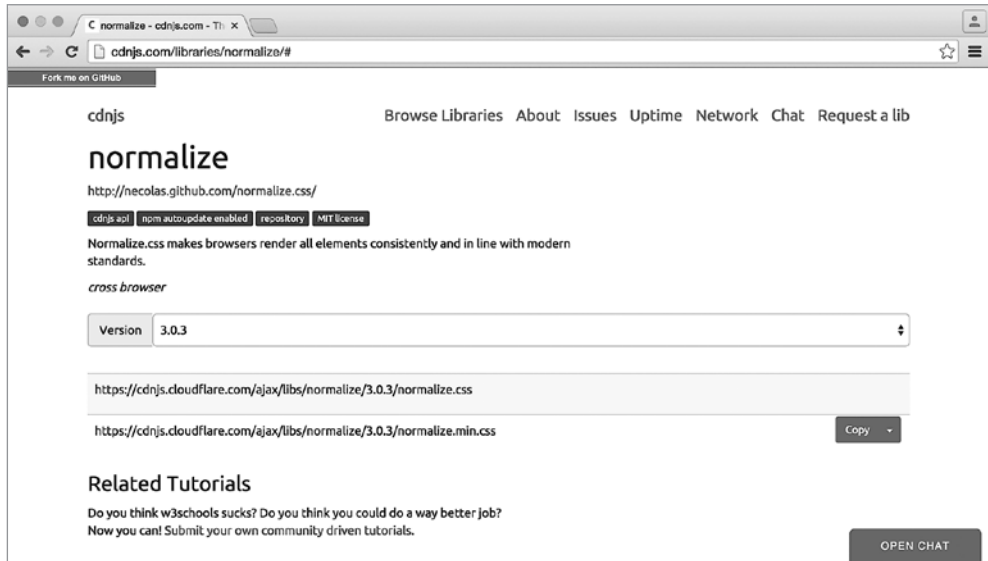 C normalize - cdnjs.com - Th ×
cdnjs.com/libraries/normalize/#
Fork me on GitHub
cdnjs
Browse Libraries About Issues Uptime Network Chat Request a lib
normalize
http://necolas.github.com/normalize.css/
cdnjs api npm autoupdate enabled repository MIT license
Normalize.css makes browsers render all elements consistently and in line with modern
standards.
cross browser
Version 3.0.3
https://cdnjs.cloudflare.com/ajax/libs/normalize/3.0.3/normalize.css
https://cdnjs.cloudflare.com/ajax/libs/normalize/3.0.3/normalize.min.css
Copy
Related Tutorials
Do you think w3schools sucks? Do you think you could do a way better job?
Now you can! Submit your own community driven tutorials.
OPEN CHAT